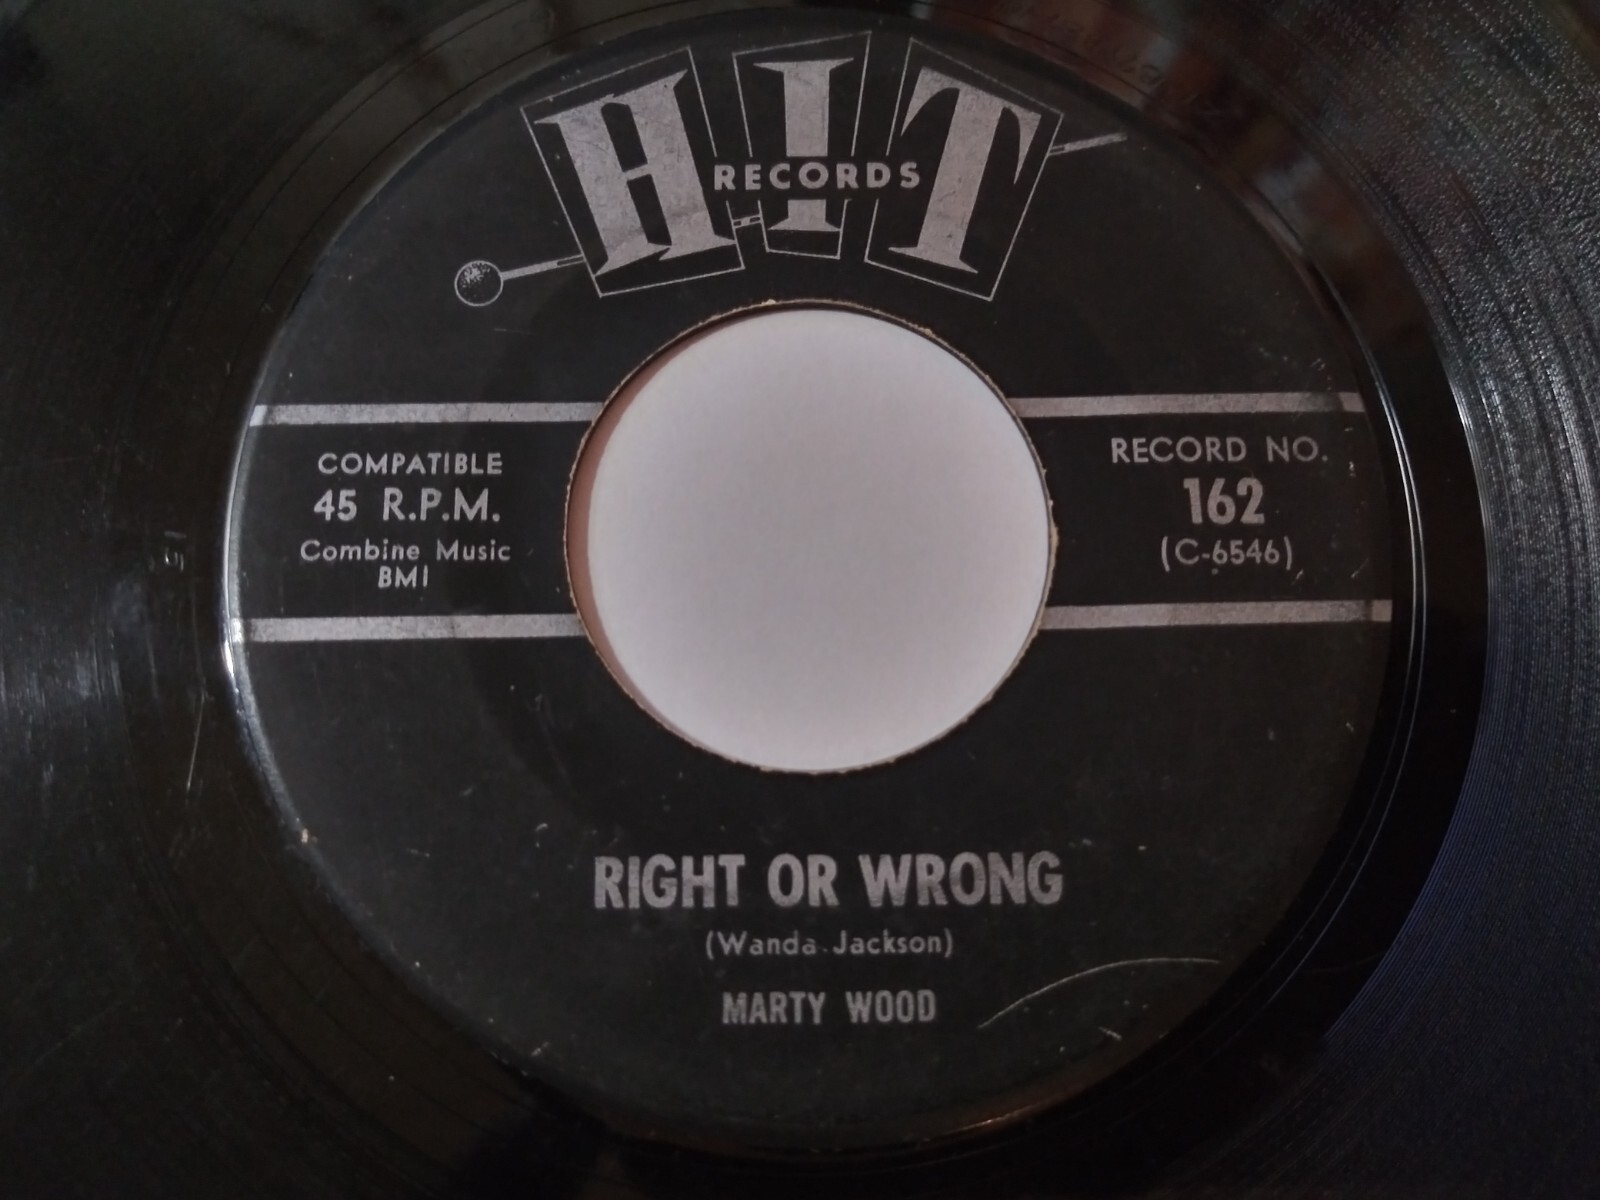 HIT
RECORDS
COMPATIBLE
45 R.P.M.
Combine Music
BMI
RECORD NO.
162
(C-6546)
RIGHT OR WRONG
(Wanda Jackson)
MARTY WOOD